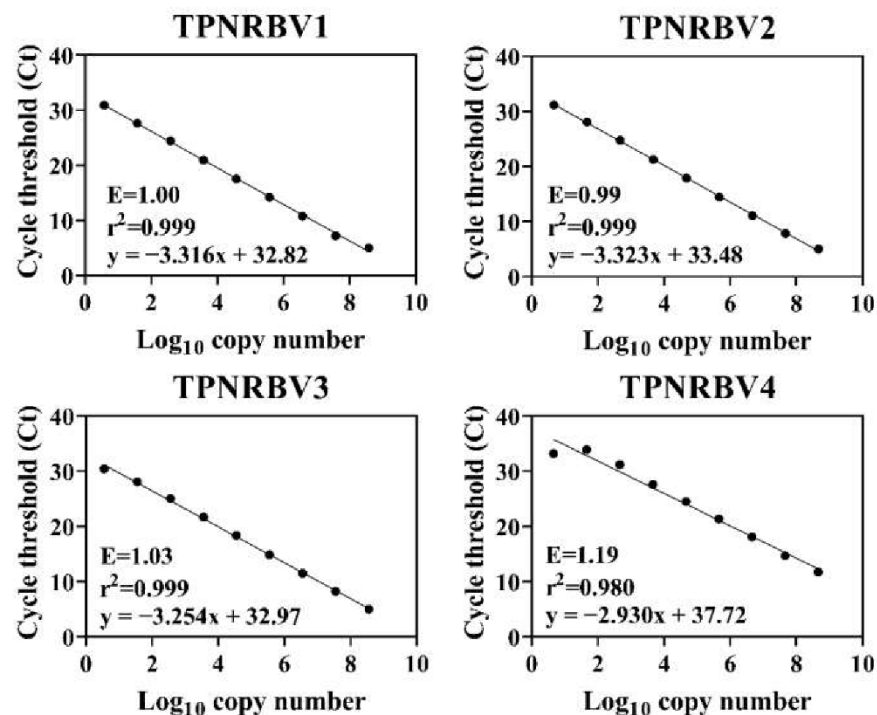 TPNRBV1
Cycle threshold (Ct)
40
30
20
10
0
E=1.00
r²=0.999
y = −3.316x + 32.82
0 2 4 6 8 10
Log₁₀ copy number
TPNRBV2
Cycle threshold (Ct)
40
30
20
10
0
E=0.99
r²=0.999
y= −3.323x + 33.48
0 2 4 6 8 10
Log₁₀ copy number
TPNRBV3
Cycle threshold (Ct)
40
30
20
10
0
E=1.03
r²=0.999
y = −3.254x + 32.97
0 2 4 6 8 10
Log₁₀ copy number
TPNRBV4
Cycle threshold (Ct)
40
30
20
10
0
E=1.19
r²=0.980
y = −2.930x + 37.72
0 2 4 6 8 10
Log₁₀ copy number